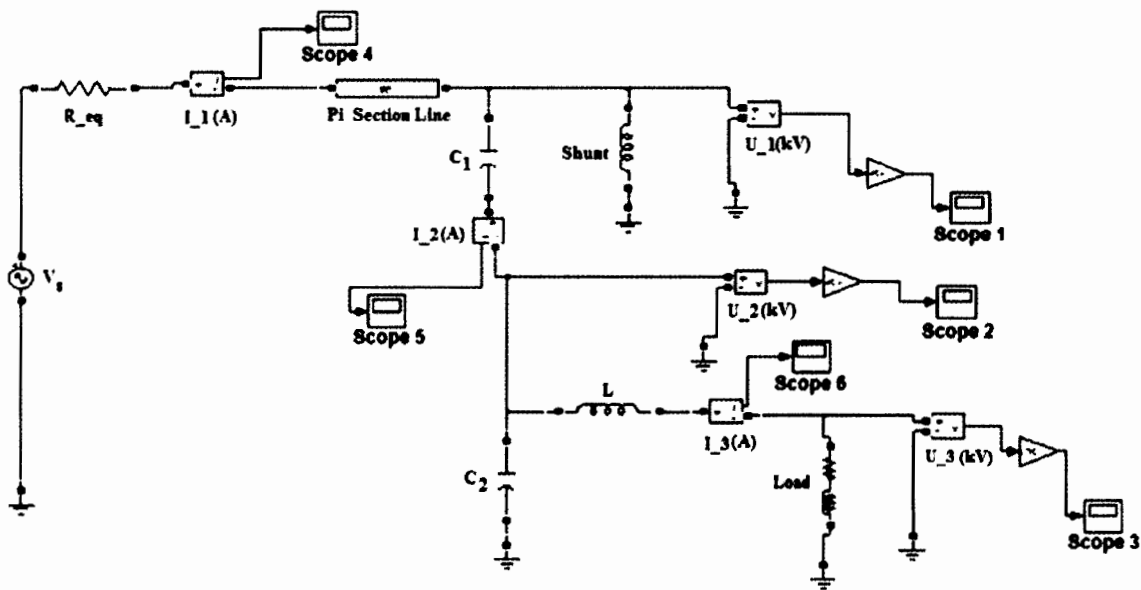 Scope 4
R_eq
I_1(A)
Pi Section Line
C1
Shunt
U_1(kV)
Scope 1
I_2(A)
Vs
Scope 5
U_2(kV)
Scope 2
Scope 6
L
I_3(A)
U_3(kV)
C2
Load
Scope 3